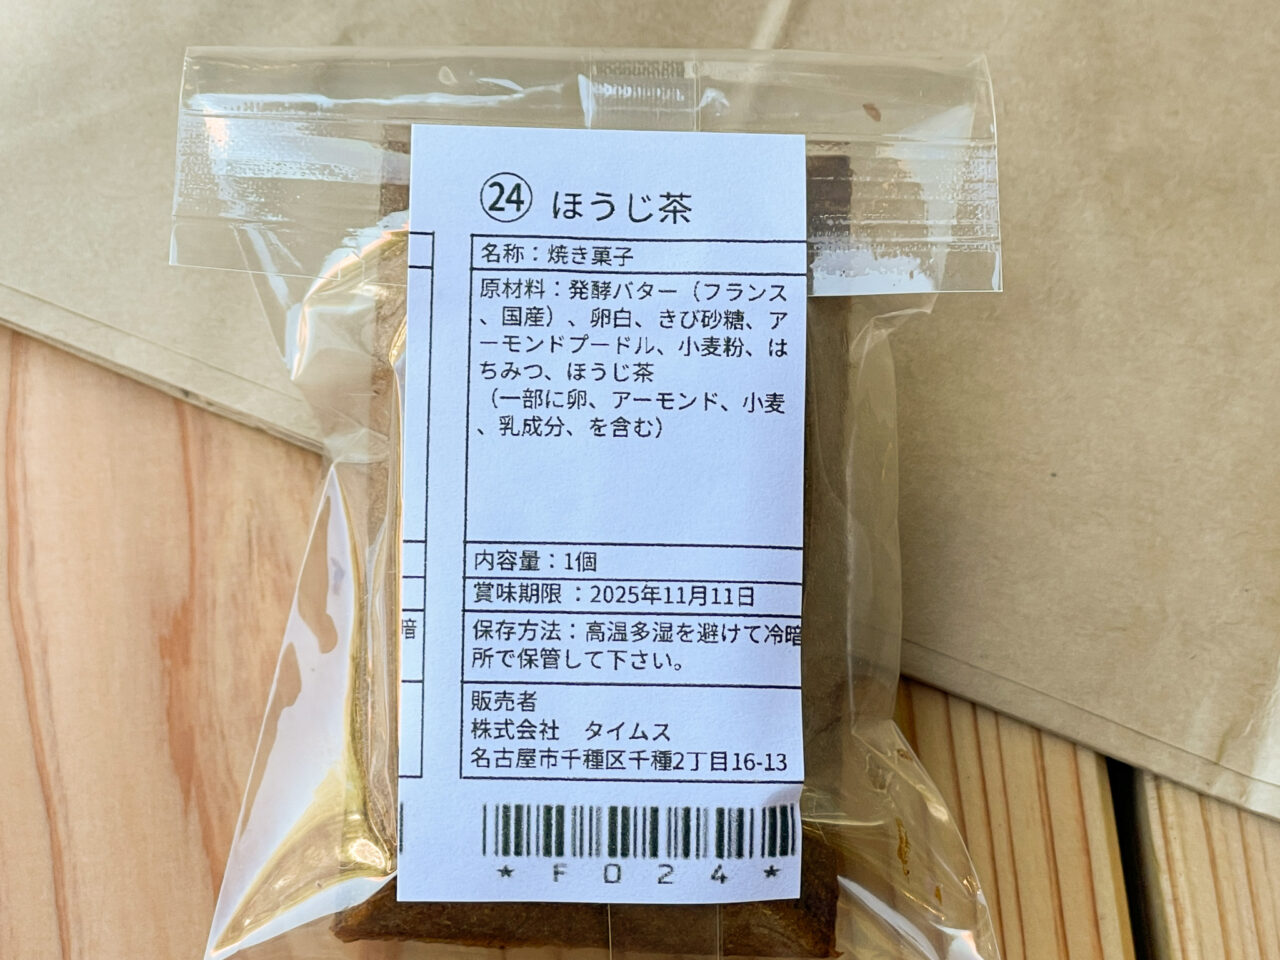 ㉔ ほうじ茶
名称：焼き菓子
原材料：発酵バター（フランス
、国産）、卵白、きび砂糖、ア
ーモンドプードル、小麦粉、は
ちみつ、ほうじ茶
（一部に卵、アーモンド、小麦
、乳成分、を含む）
内容量：1個
賞味期限：2025年11月11日
暗
保存方法：高温多湿を避けて冷暗
所で保管して下さい。
販売者
株式会社　タイムス
名古屋市千種区千種2丁目16-13
* F 0 2 4 *